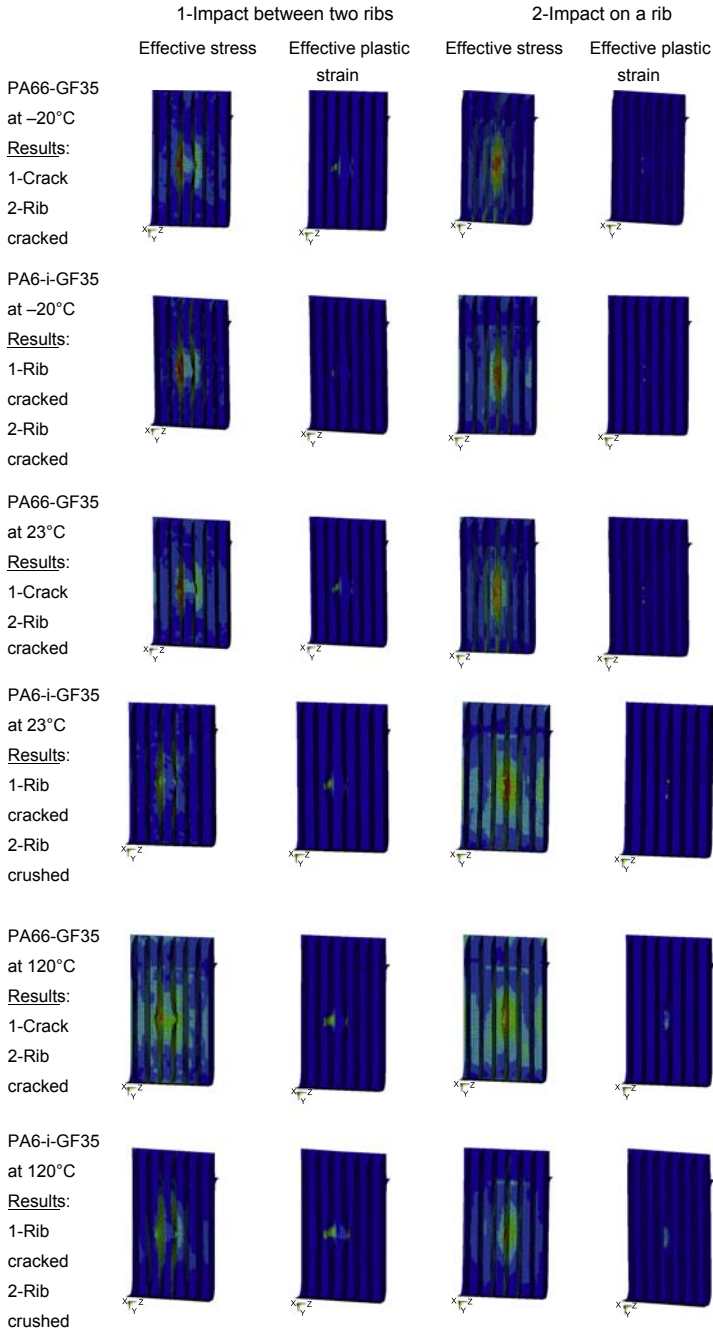 1-Impact between two ribs
2-Impact on a rib
Effective stress
Effective plastic
strain
Effective stress
Effective plastic
strain
PA66-GF35
at –20°C
Results:
1-Crack
2-Rib
cracked
X Z
Y
X Z
Y
X Z
Y
X Z
Y
PA6-i-GF35
at –20°C
Results:
1-Rib
cracked
2-Rib
cracked
X Z
Y
X Z
Y
X Z
Y
X Z
Y
PA66-GF35
at 23°C
Results:
1-Crack
2-Rib
cracked
X Z
Y
X Z
Y
X Z
Y
X Z
Y
PA6-i-GF35
at 23°C
Results:
1-Rib
cracked
2-Rib
crushed
X Z
Y
X Z
Y
X Z
Y
X Z
Y
PA66-GF35
at 120°C
Results:
1-Crack
2-Rib
cracked
X Z
Y
X Z
Y
X Z
Y
X Z
Y
PA6-i-GF35
at 120°C
Results:
1-Rib
cracked
2-Rib
crushed
X Z
Y
X Z
Y
X Z
Y
X Z
Y